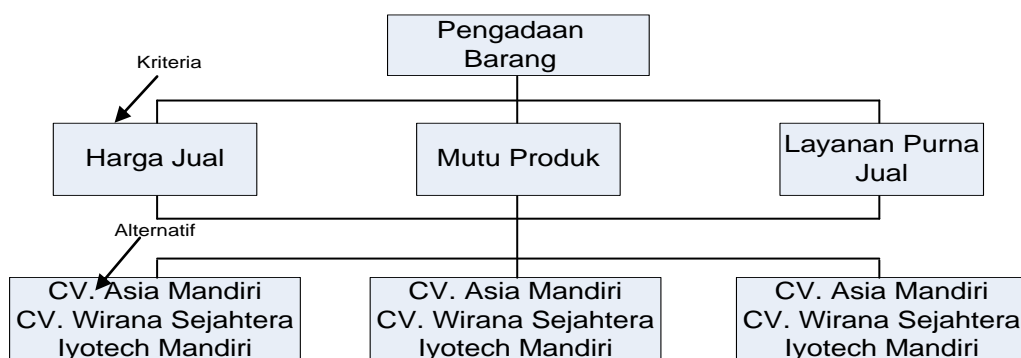 Pengadaan
Barang
Kriteria
Harga Jual
Mutu Produk
Layanan Purna
Jual
Alternatif
CV. Asia Mandiri
CV. Wirana Sejahtera
Iyotech Mandiri
CV. Asia Mandiri
CV. Wirana Sejahtera
Iyotech Mandiri
CV. Asia Mandiri
CV. Wirana Sejahtera
Iyotech Mandiri